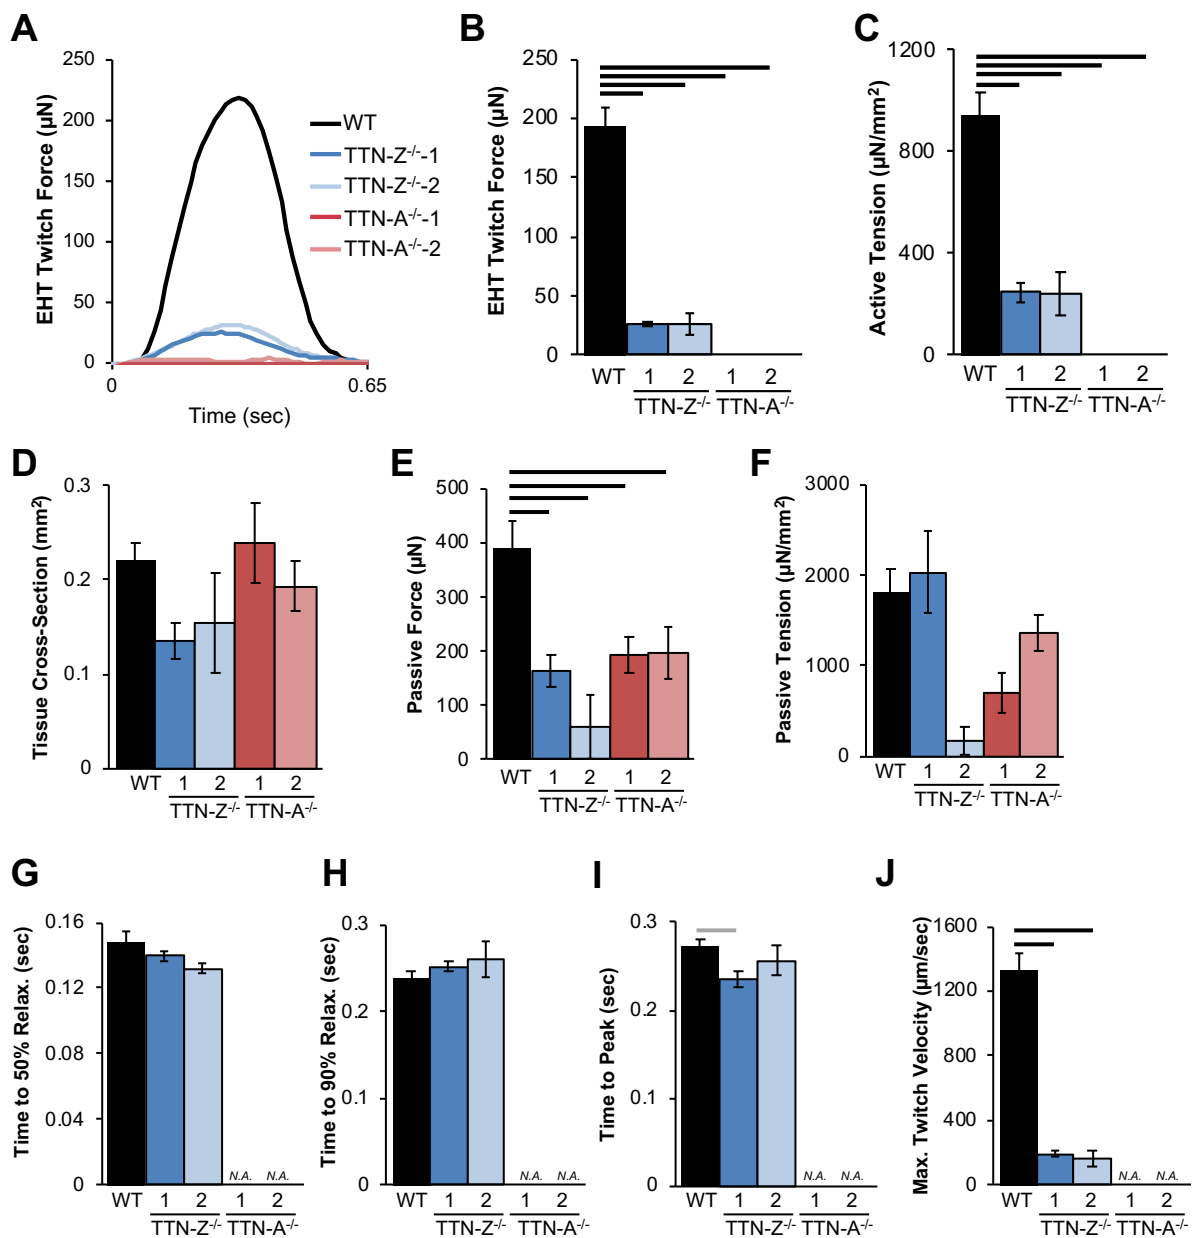 A
EHT Twitch Force (µN)
250
200
150
100
50
0
0
0.65
Time (sec)
WT
TTN-Z-/--1
TTN-Z-/--2
TTN-A-/--1
TTN-A-/--2
B
EHT Twitch Force (µN)
250
200
150
100
50
0
WT
1
2
1
2
TTN-Z-/-
TTN-A-/-
C
Active Tension (µN/mm²)
1200
800
400
0
WT
1
2
1
2
TTN-Z-/-
TTN-A-/-
D
Tissue Cross-Section (mm²)
0.3
0.2
0.1
0
WT
1
2
1
2
TTN-Z-/-
TTN-A-/-
E
Passive Force (µN)
500
400
300
200
100
0
WT
1
2
1
2
TTN-Z-/-
TTN-A-/-
F
Passive Tension (µN/mm²)
3000
2000
1000
0
WT
1
2
1
2
TTN-Z-/-
TTN-A-/-
G
Time to 50% Relax. (sec)
0.16
0.12
0.08
0.04
0
N.A.
N.A.
WT
1
2
1
2
TTN-Z-/-
TTN-A-/-
H
Time to 90% Relax. (sec)
0.3
0.2
0.1
0
N.A.
N.A.
WT
1
2
1
2
TTN-Z-/-
TTN-A-/-
I
Time to Peak (sec)
0.3
0.2
0.1
0
N.A.
N.A.
WT
1
2
1
2
TTN-Z-/-
TTN-A-/-
J
Max. Twitch Velocity (µm/sec)
1600
1200
800
400
0
N.A.
N.A.
WT
1
2
1
2
TTN-Z-/-
TTN-A-/-